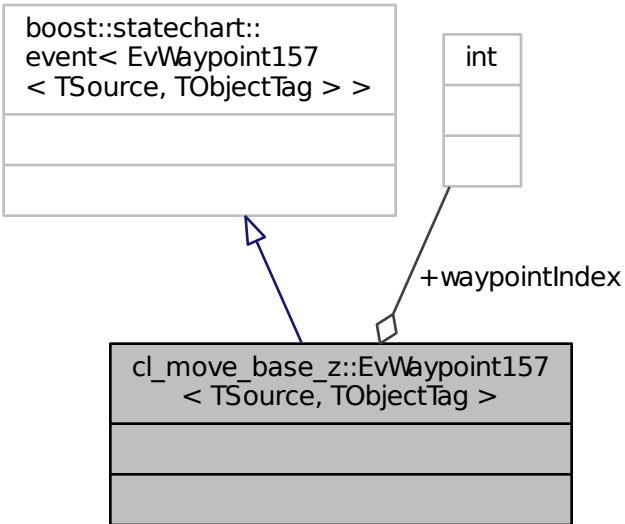 boost::statechart::
event< EvWaypoint157
< TSource, TObjectTag > >
int
+waypointIndex
cl_move_base_z::EvWaypoint157
< TSource, TObjectTag >